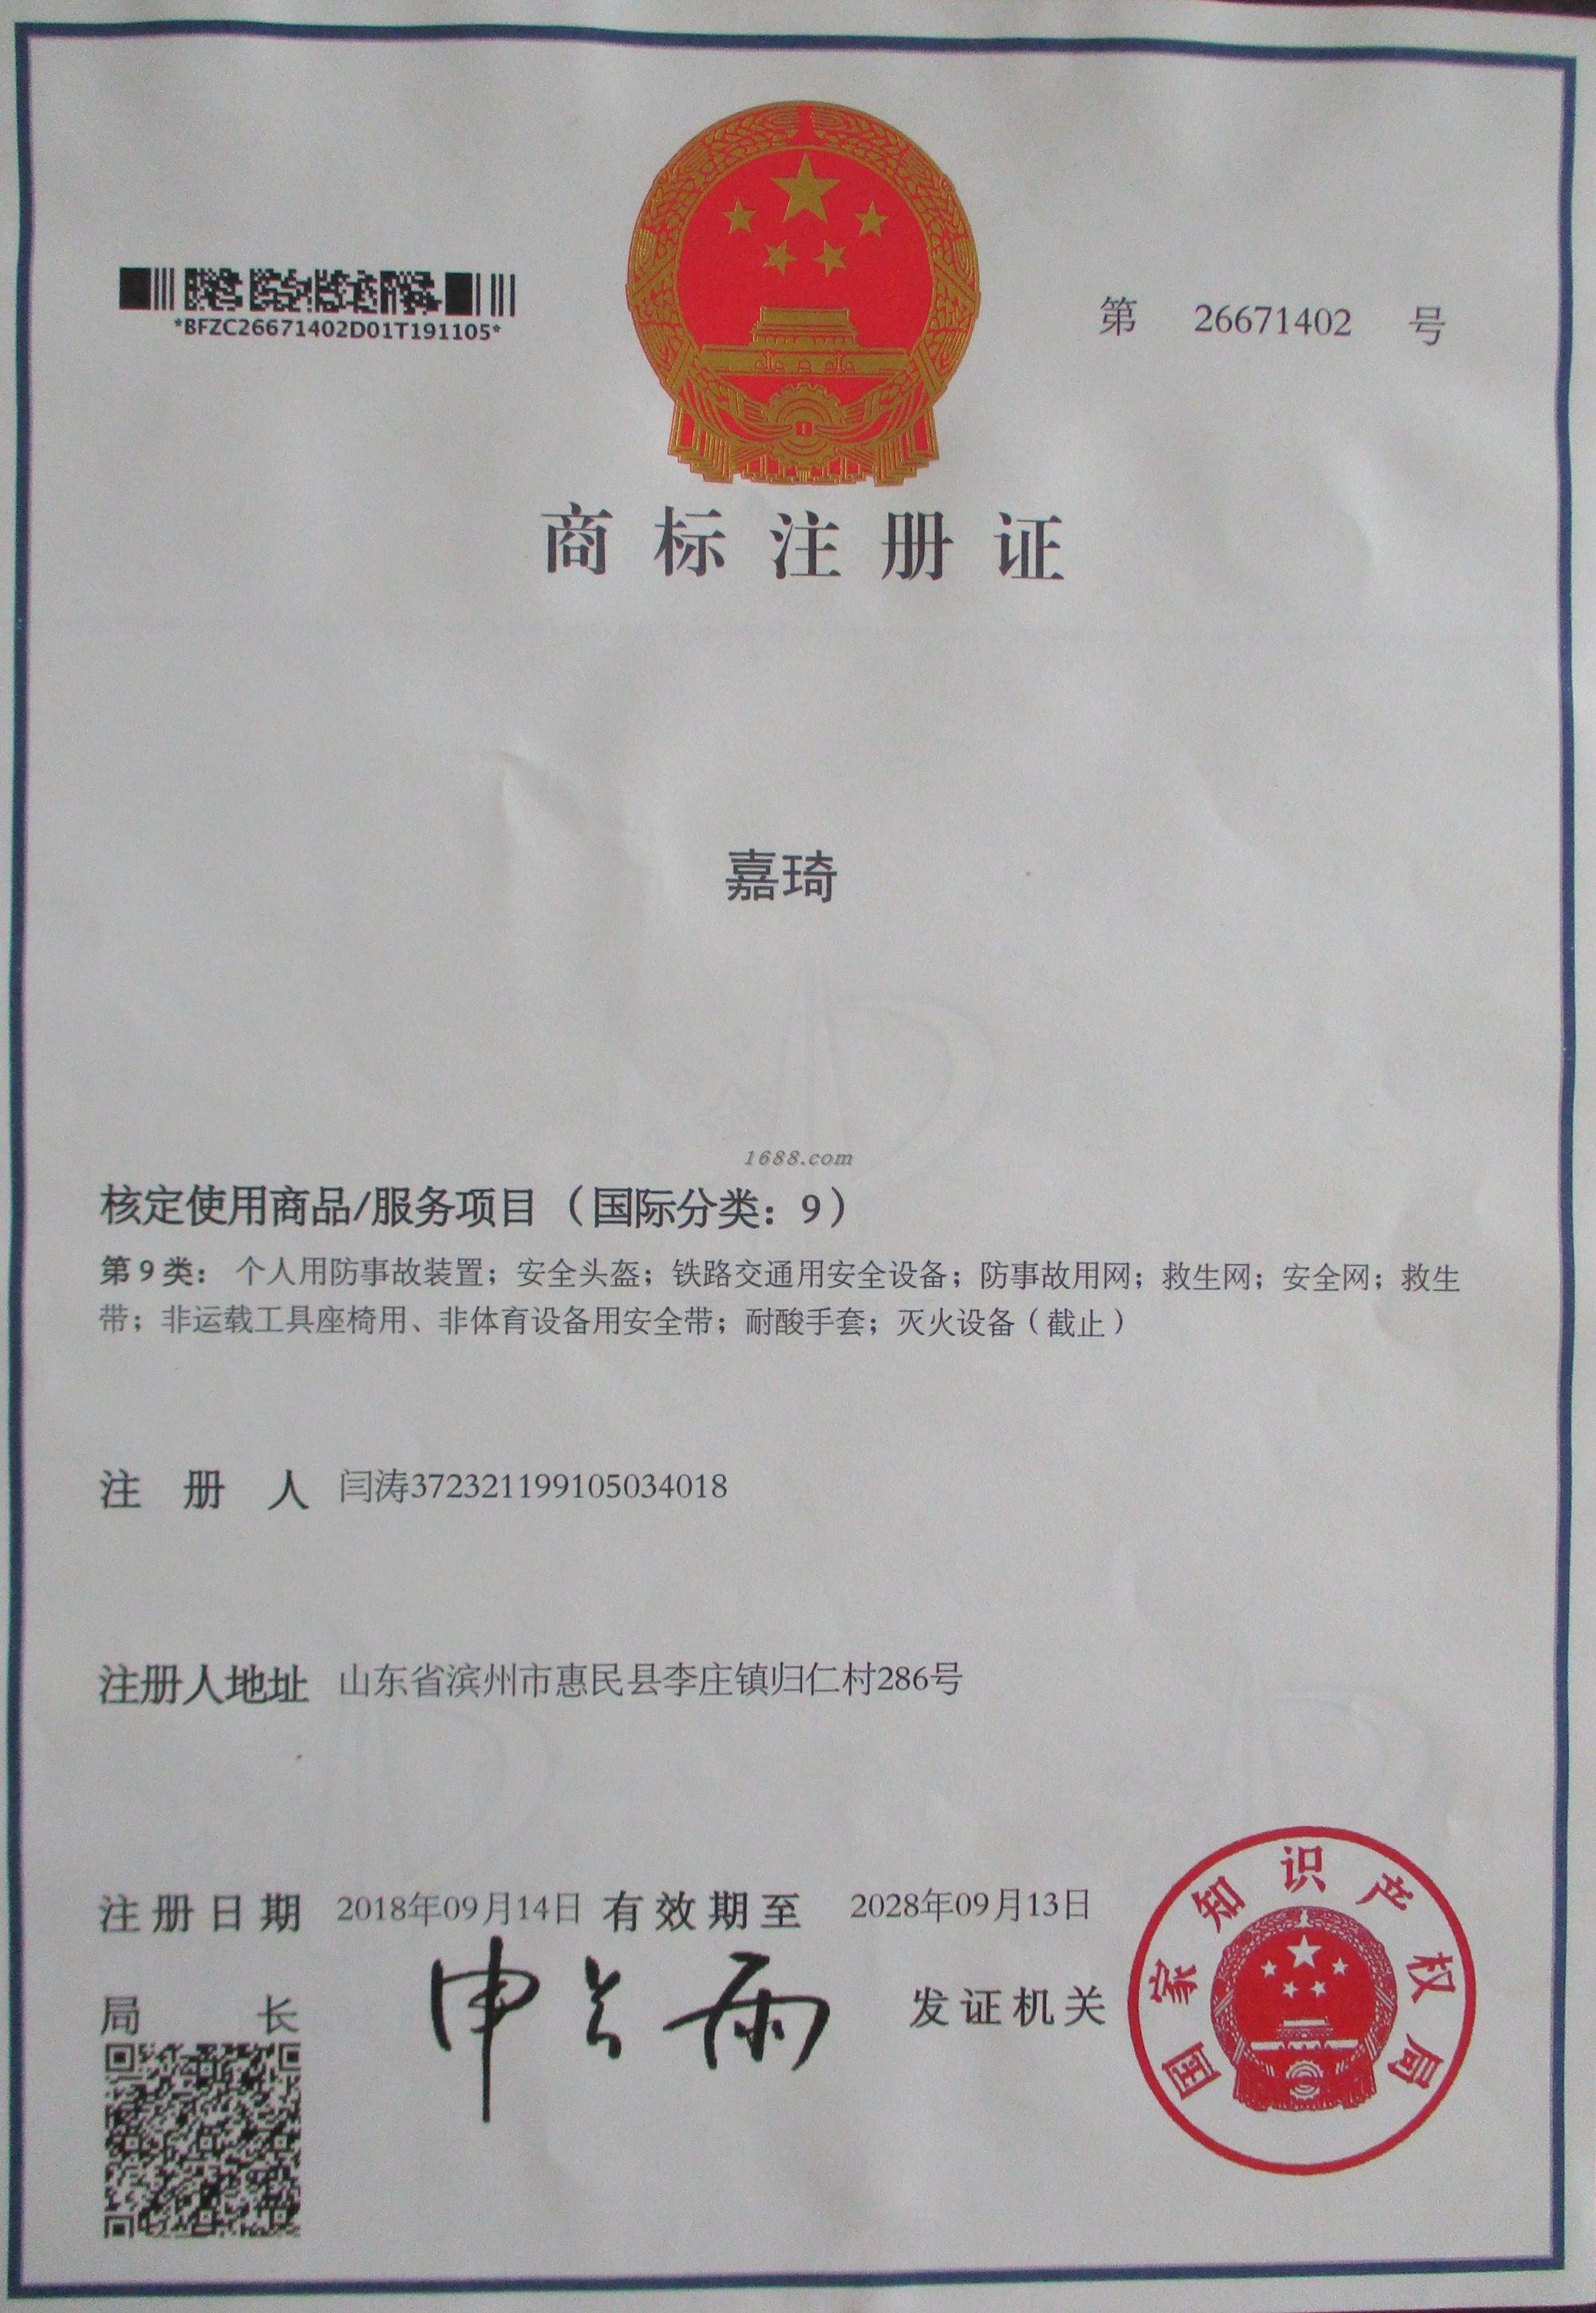 *BFZC26671402D01T191105*
第 26671402 号
商标注册证
嘉琦
1688.com
核定使用商品/服务项目（国际分类：9）
第9类：个人用防事故装置；安全头盔；铁路交通用安全设备；防事故用网；救生网；安全网；救生
带；非运载工具座椅用、非体育设备用安全带；耐酸手套；灭火设备（截止）
注册人 闫涛372321199105034018
注册人地址 山东省滨州市惠民县李庄镇归仁村286号
注册日期 2018年09月14日 有效期至 2028年09月13日
局长 申长雨 发证机关
国家知识产权局